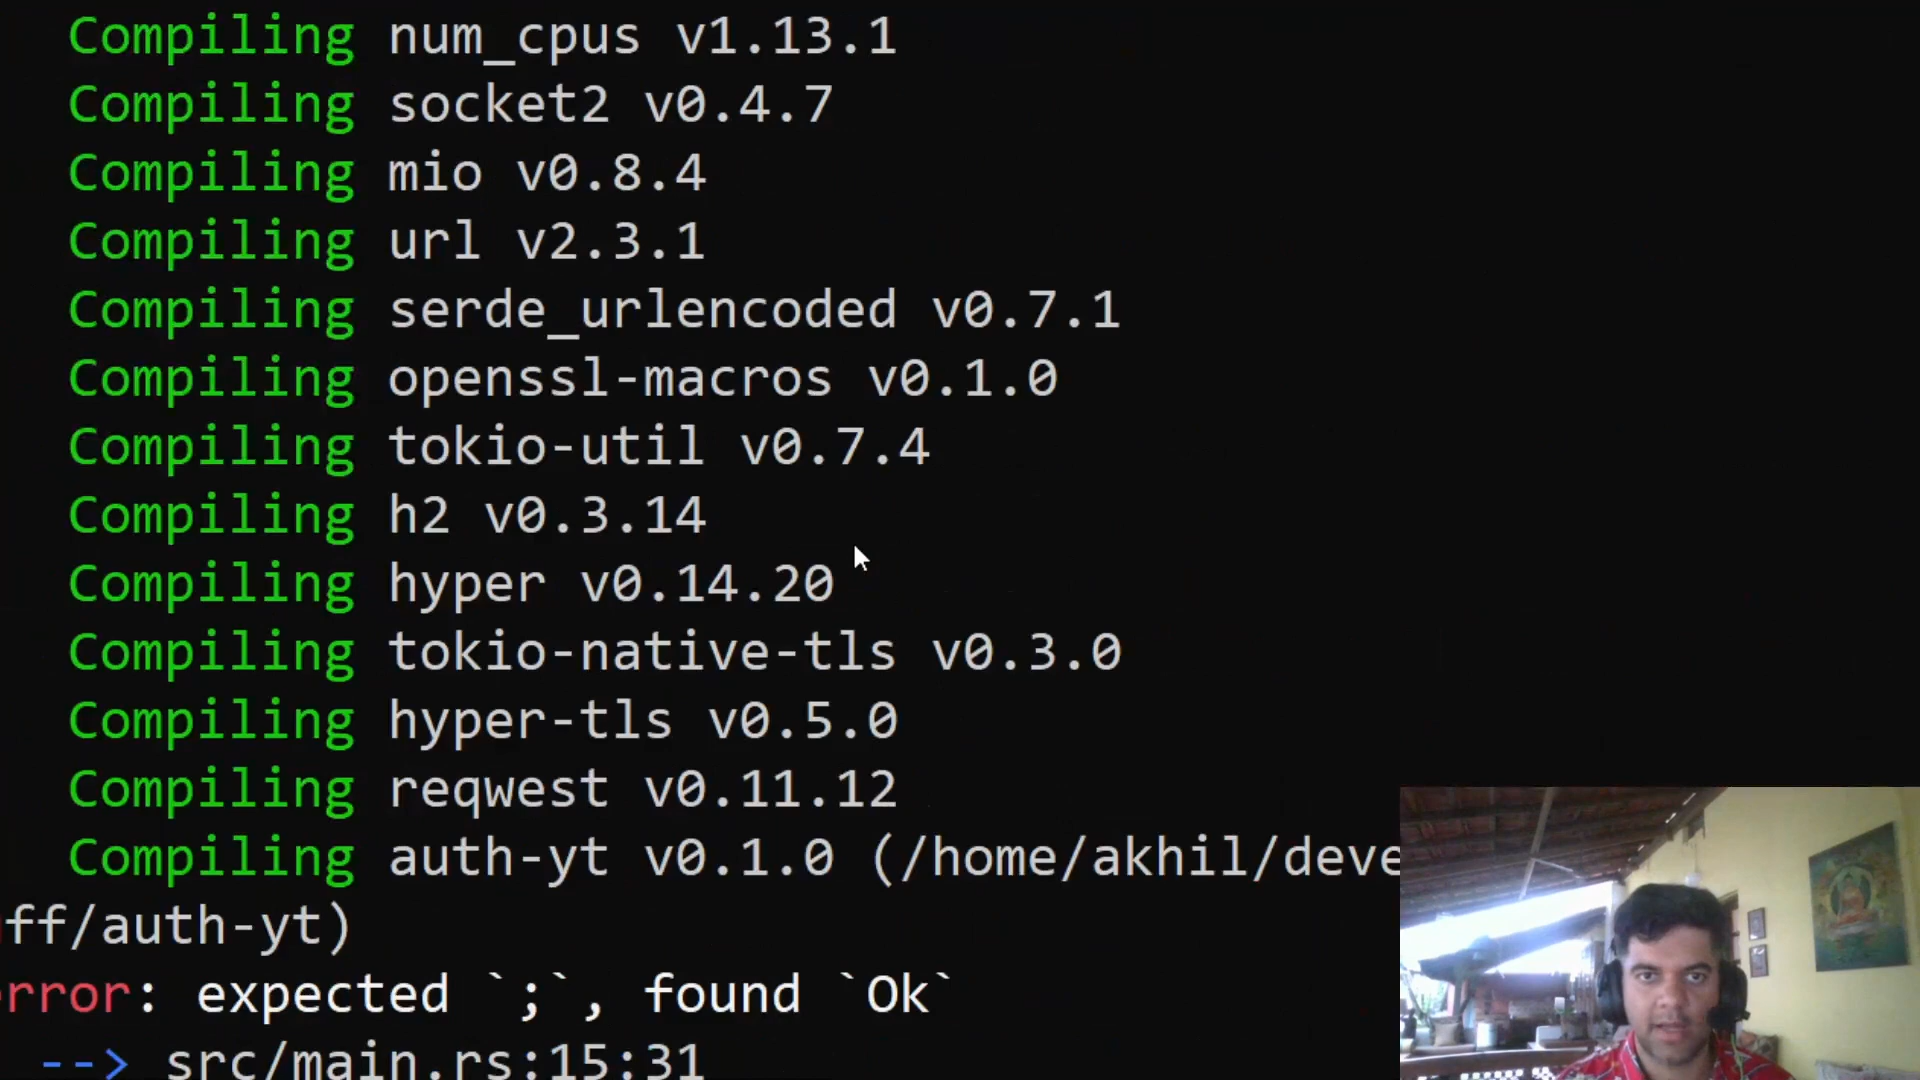 Compiling num_cpus v1.13.1
Compiling socket2 v0.4.7
Compiling mio v0.8.4
Compiling url v2.3.1
Compiling serde_urlencoded v0.7.1
Compiling openssl-macros v0.1.0
Compiling tokio-util v0.7.4
Compiling h2 v0.3.14
Compiling hyper v0.14.20
Compiling tokio-native-tls v0.3.0
Compiling hyper-tls v0.5.0
Compiling reqwest v0.11.12
Compiling auth-yt v0.1.0 (/home/akhil/deve
ff/auth-yt)
error: expected `;`, found `Ok`
--> src/main.rs:15:31